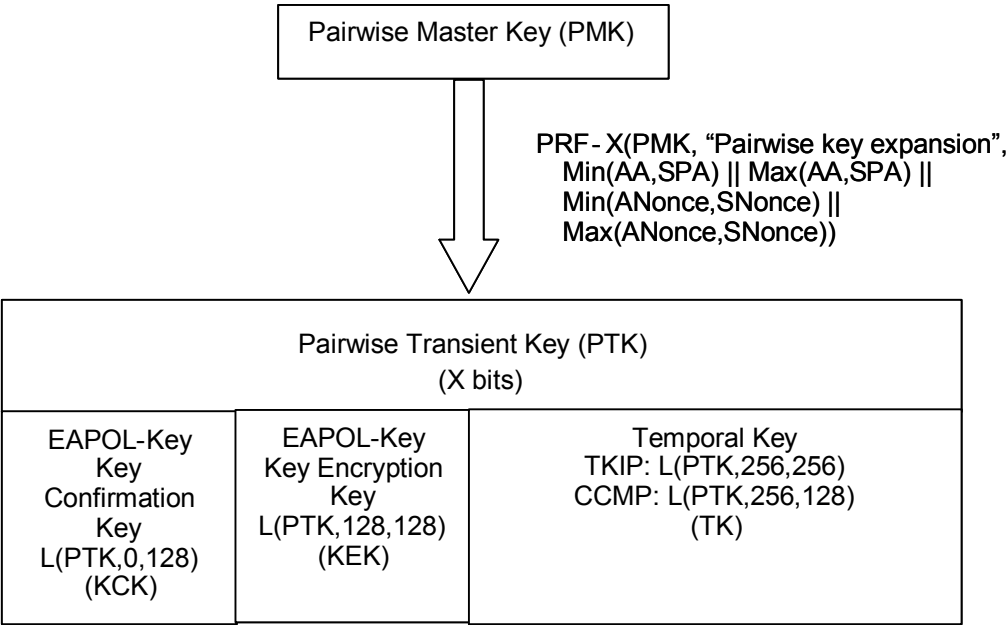 Pairwise Master Key (PMK)
PRF-X(PMK, “Pairwise key expansion”,
Min(AA,SPA) || Max(AA,SPA) ||
Min(ANonce,SNonce) ||
Max(ANonce,SNonce))
Pairwise Transient Key (PTK)
(X bits)
EAPOL-Key
Key
Confirmation
Key
L(PTK,0,128)
(KCK)
EAPOL-Key
Key Encryption
Key
L(PTK,128,128)
(KEK)
Temporal Key
TKIP: L(PTK,256,256)
CCMP: L(PTK,256,128)
(TK)